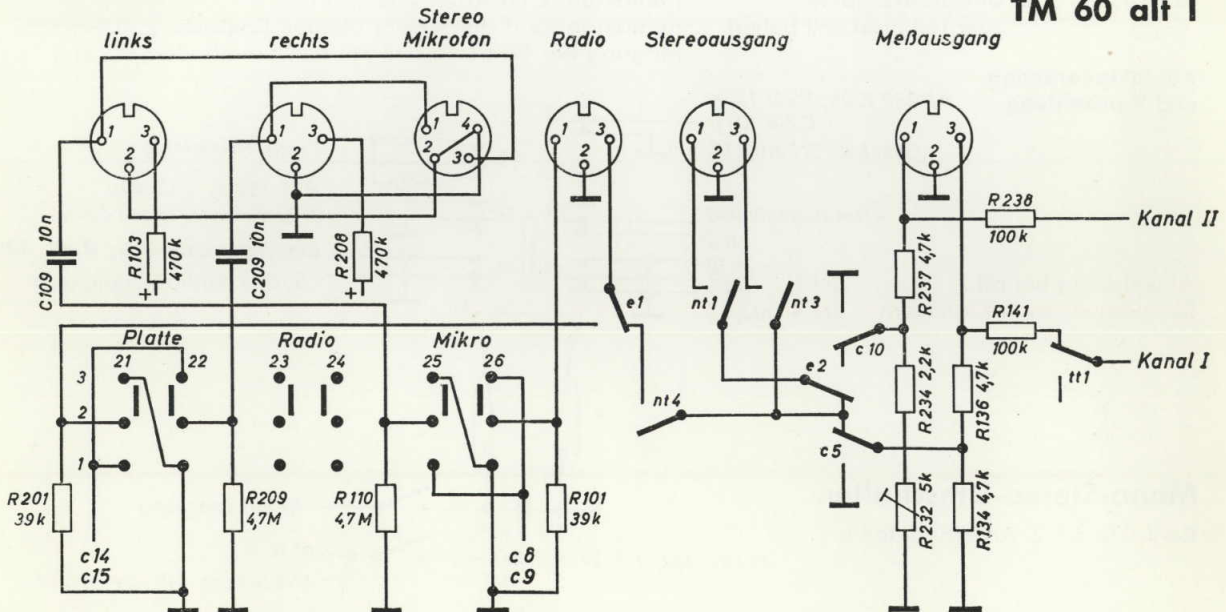 TM 60 alt I
links
rechts
Stereo
Mikrofon
Radio
Stereoausgang
Meßausgang
1 3
2
1 3
2
1 4
2 3
1 3
2
1 3
2
1 3
2
C109 10n
R103 470k
+
C209 10n
R208 470k
+
e1
nt1
nt3
R238
100k
Kanal II
R237 4,7k
R141
100k
Kanal I
tt1
c10
e2
R234 2,2k
R136 4,7k
nt4
c5
Platte
Radio
Mikro
21 22
23 24
25 26
3
2
1
R201
39k
c14
c15
R209
4,7M
R110
4,7M
c8
c9
R101
39k
R232 5k
R134 4,7k